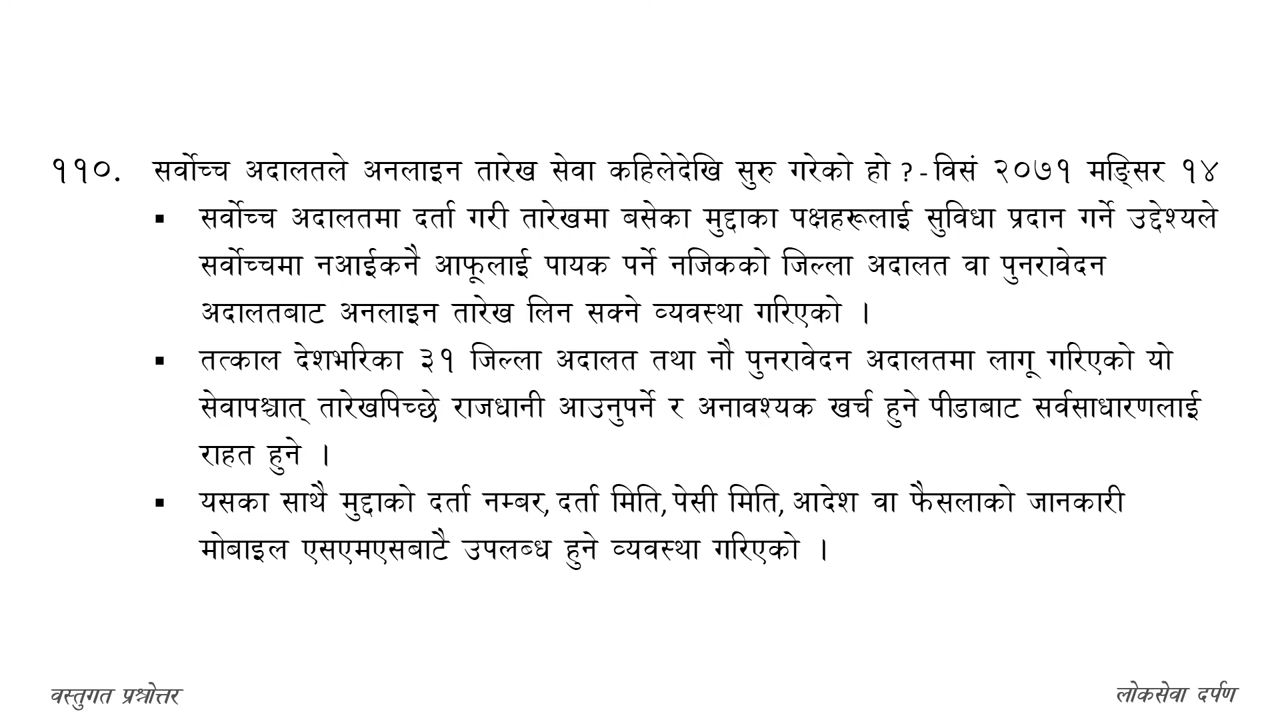 ११०. सर्वोच्च अदालतले अनलाइन तारेख सेवा कहिलेदेखि सुरु गरेको हो ? - विसं २०७१ मङ्सिर १४
▪ सर्वोच्च अदालतमा दर्ता गरी तारेखमा बसेका मुद्दाका पक्षहरूलाई सुविधा प्रदान गर्ने उद्देश्यले
सर्वोच्चमा नआईकनै आफूलाई पायक पर्ने नजिकको जिल्ला अदालत वा पुनरावेदन
अदालतबाट अनलाइन तारेख लिन सक्ने व्यवस्था गरिएको ।
▪ तत्काल देशभरिका ३१ जिल्ला अदालत तथा नौ पुनरावेदन अदालतमा लागू गरिएको यो
सेवापश्चात् तारेखपिच्छे राजधानी आउनुपर्ने र अनावश्यक खर्च हुने पीडाबाट सर्वसाधारणलाई
राहत हुने ।
▪ यसका साथै मुद्दाको दर्ता नम्बर, दर्ता मिति, पेसी मिति, आदेश वा फैसलाको जानकारी
मोबाइल एसएमएसबाटै उपलब्ध हुने व्यवस्था गरिएको ।
वस्तुगत प्रश्नोत्तर
लोकसेवा दर्पण